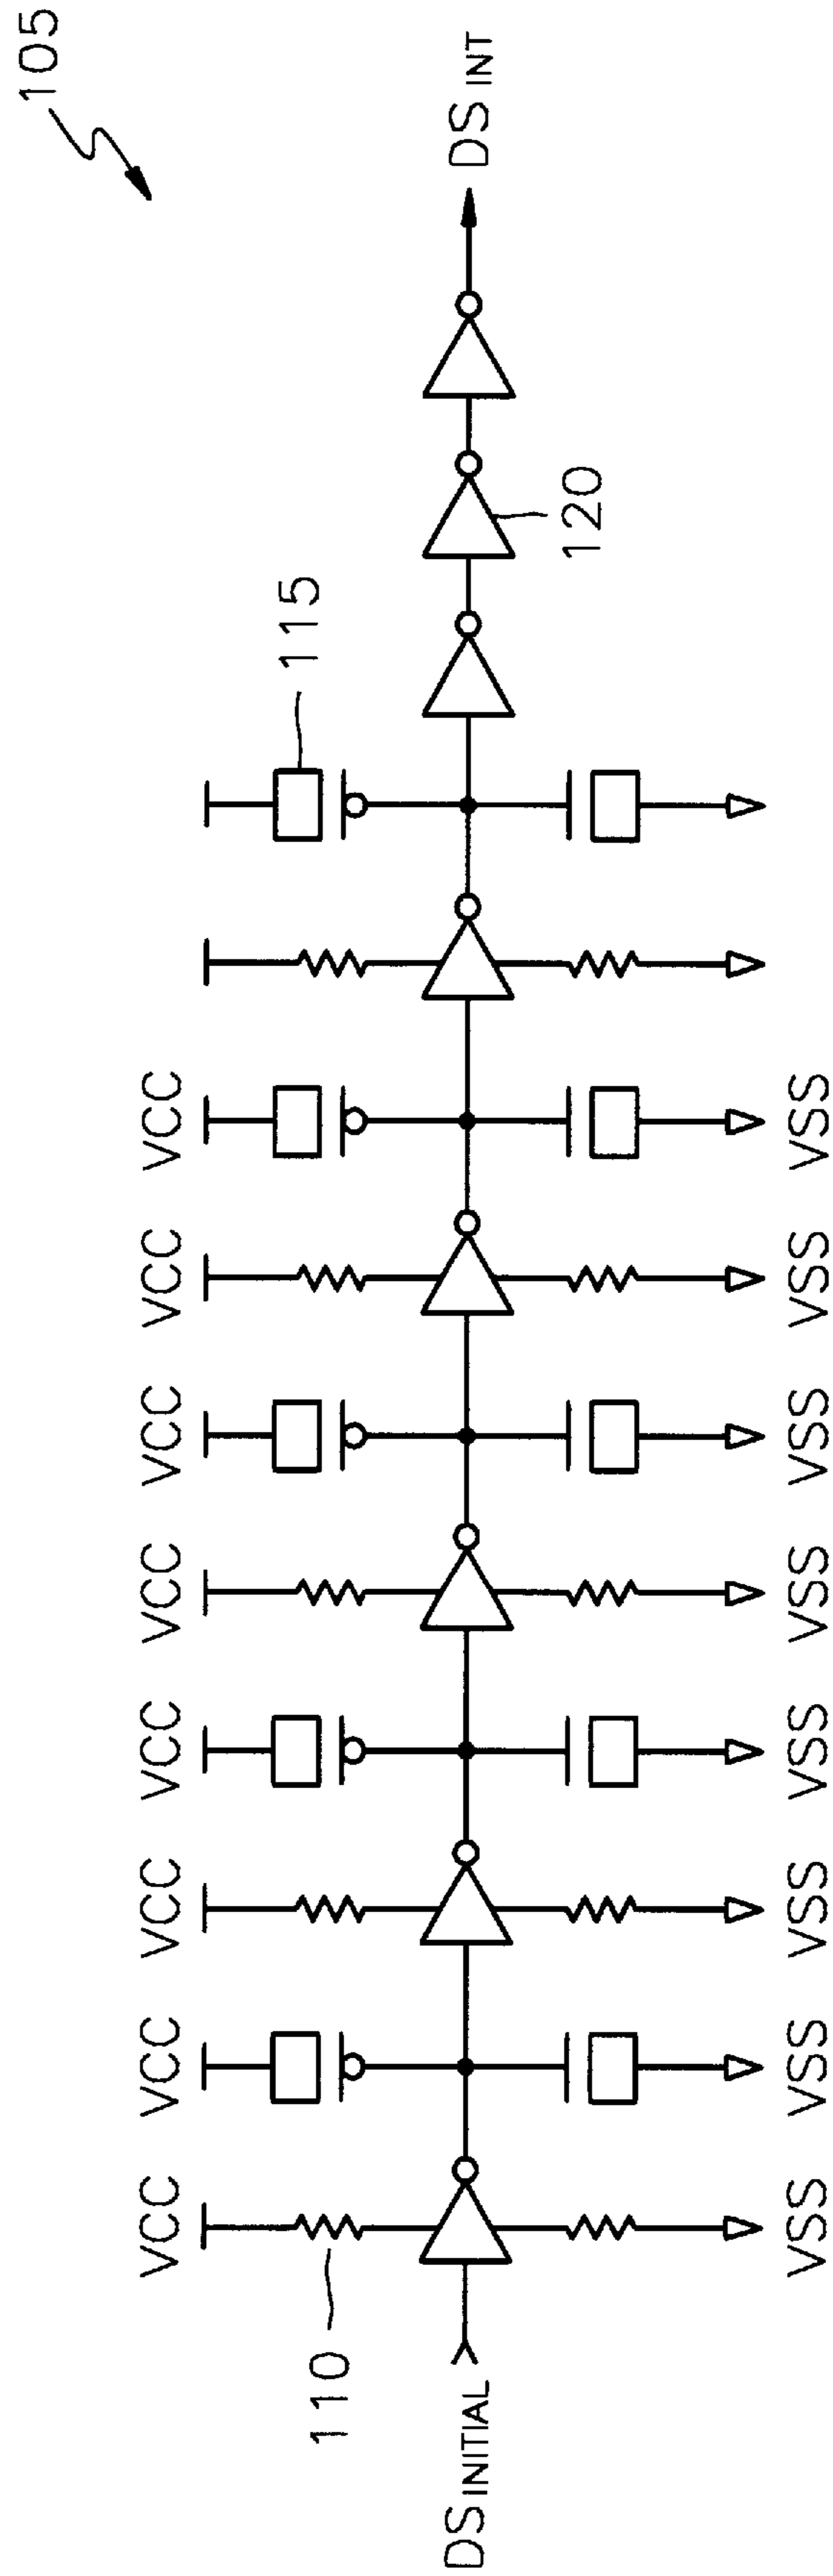 105
VCC VCC VCC VCC VCC VCC VCC VCC
110
115
DS INITIAL
DS INT
120
VSS VSS VSS VSS VSS VSS VSS VSS